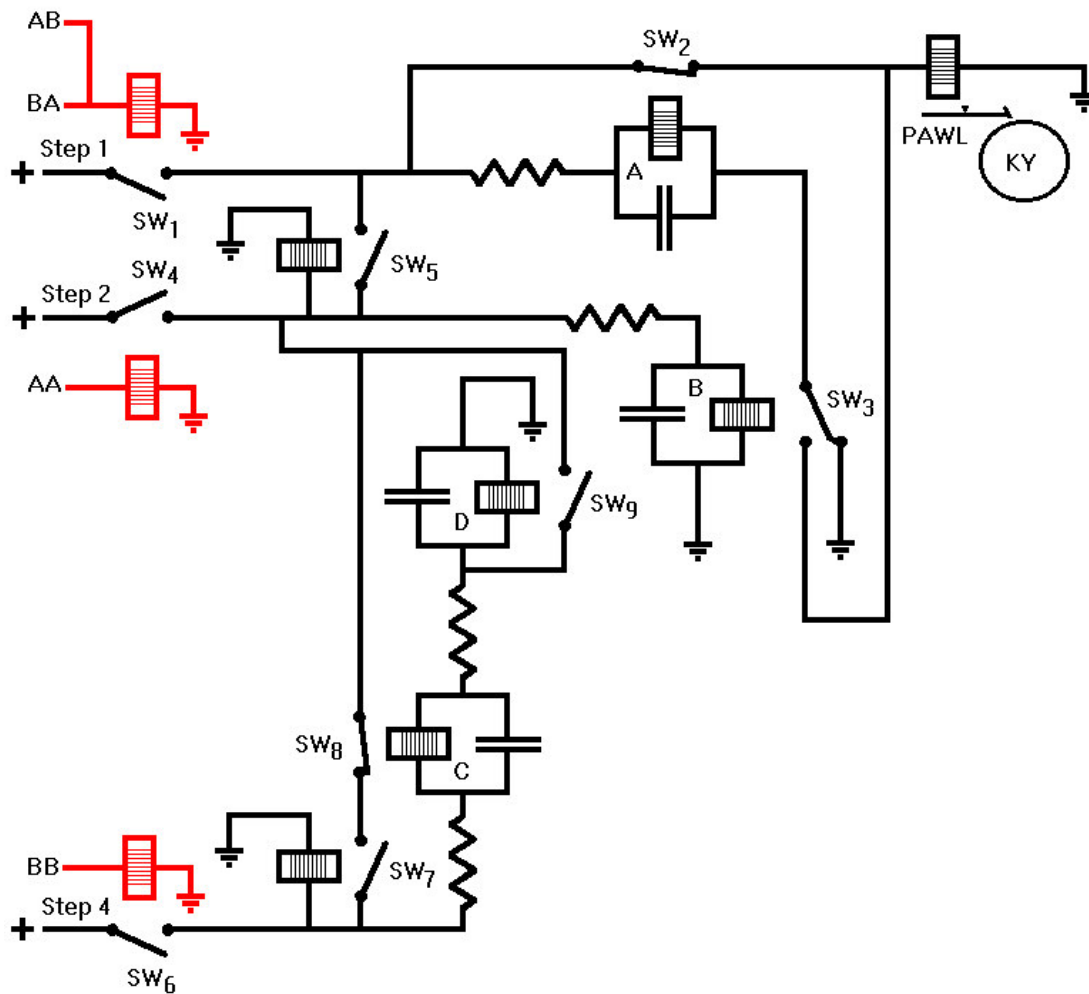 AB
SW2
BA
PAWL
KY
+ Step 1
A
SW1
SW5
SW4
+ Step 2
AA
B
SW3
D
SW9
SW8
C
BB
SW7
Step 4
+
SW6